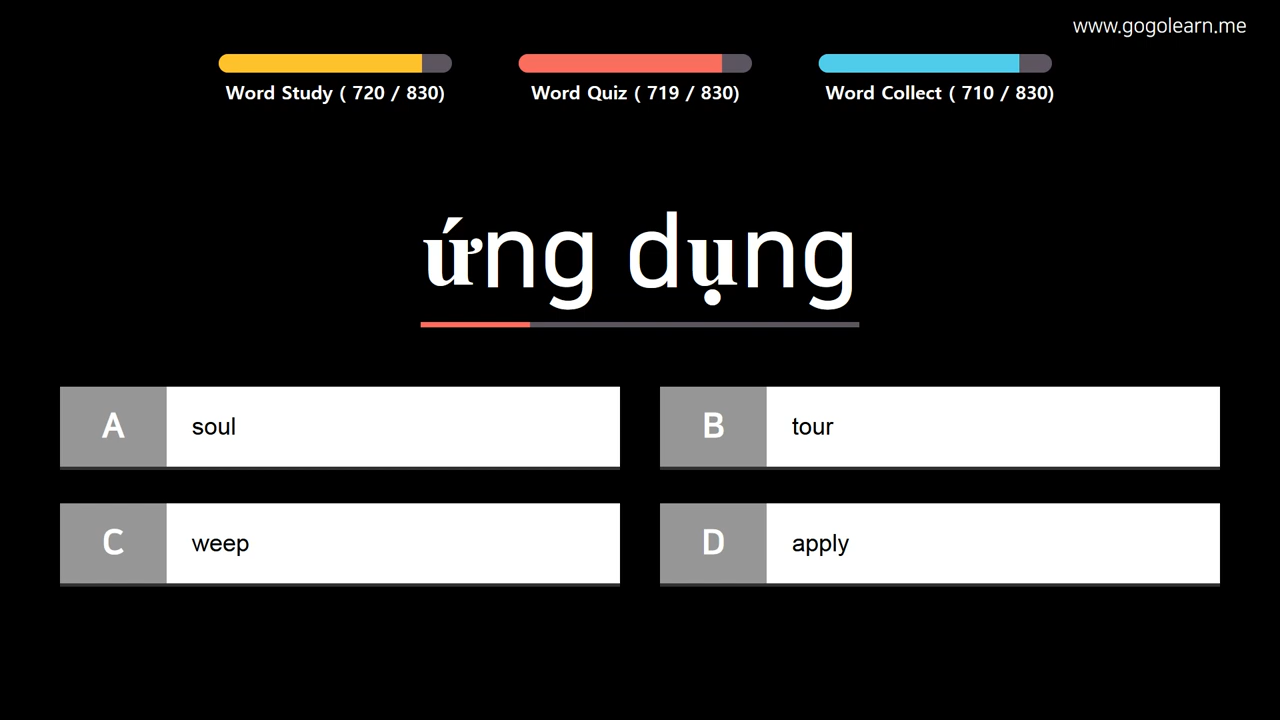 www.gogolearn.me
Word Study ( 720 / 830)
Word Quiz ( 719 / 830)
Word Collect ( 710 / 830)
ứng dụng
A soul
B tour
C weep
D apply